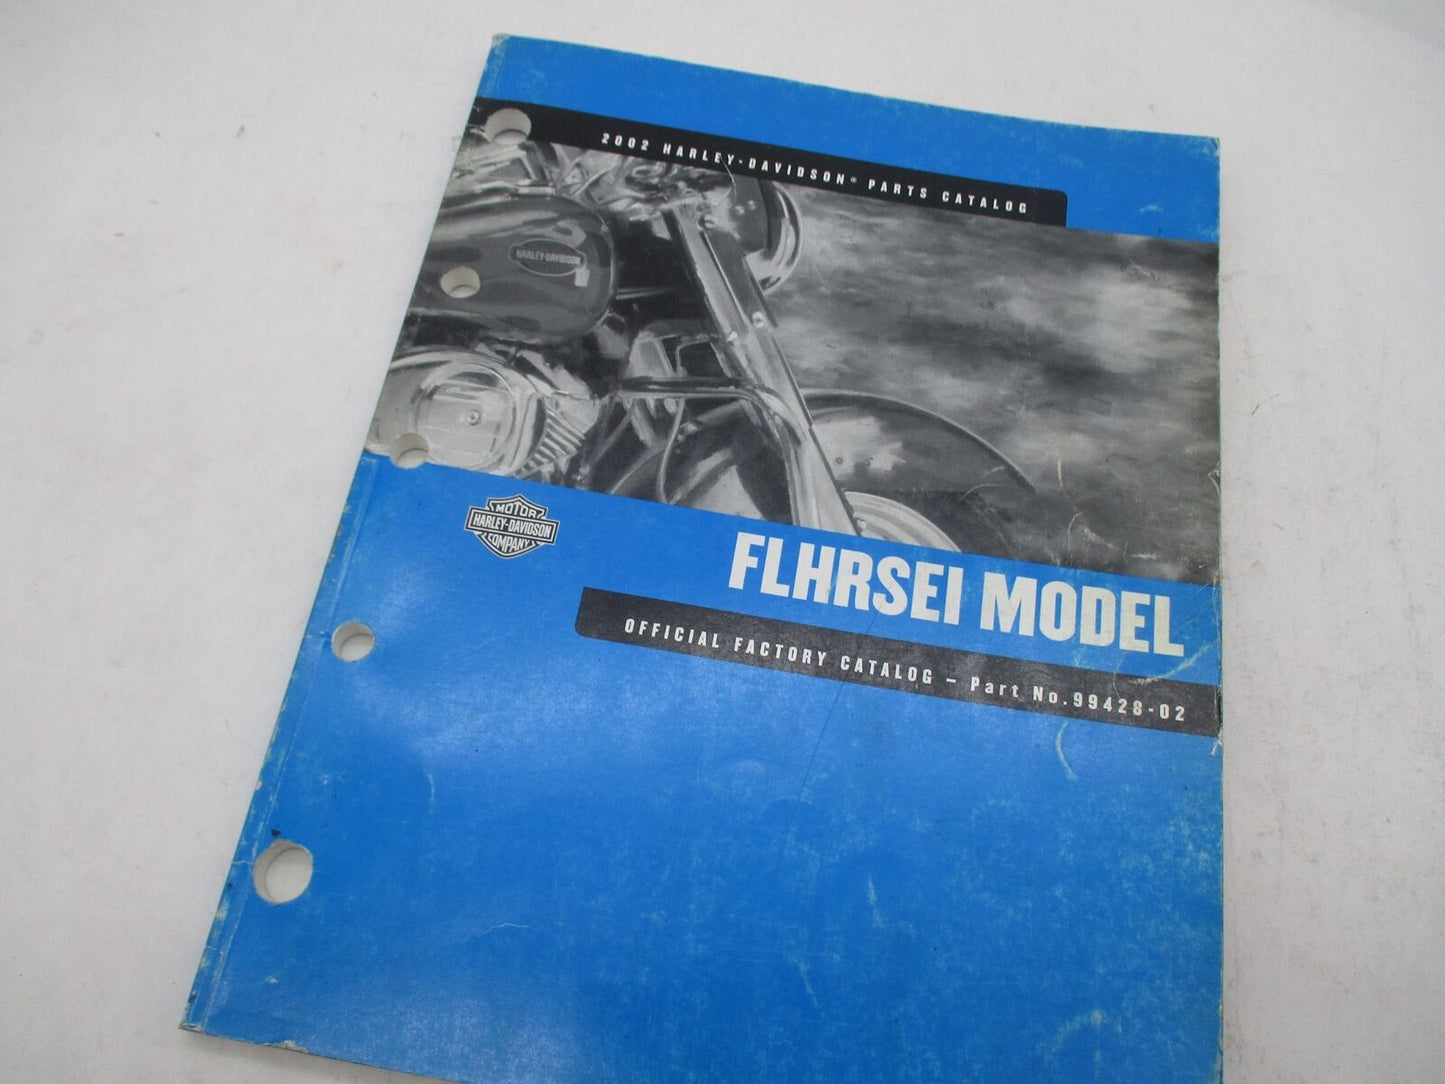 2002 HARLEY-DAVIDSON® PARTS CATALOG
HARLEY-DAVIDSON
MOTOR
HARLEY-DAVIDSON
COMPANY
FLHRSEI MODEL
OFFICIAL FACTORY CATALOG – Part No.99428-02